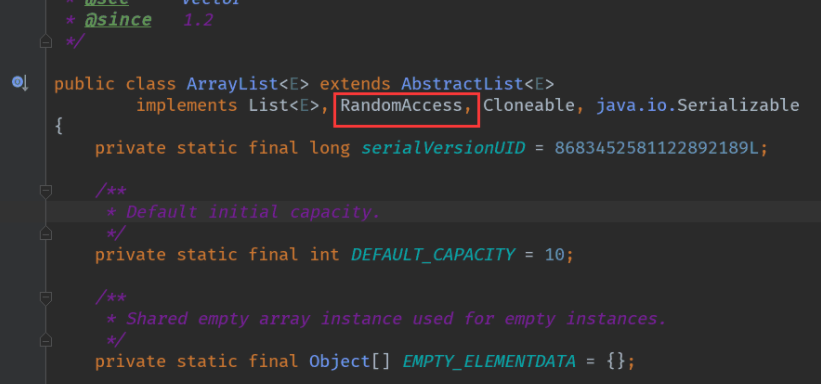 * @see Vector
* @since 1.2
*/
public class ArrayList<E> extends AbstractList<E>
implements List<E>, RandomAccess, Cloneable, java.io.Serializable
{
private static final long serialVersionUID = 8683452581122892189L;
/**
* Default initial capacity.
*/
private static final int DEFAULT_CAPACITY = 10;
/**
* Shared empty array instance used for empty instances.
*/
private static final Object[] EMPTY_ELEMENTDATA = {};